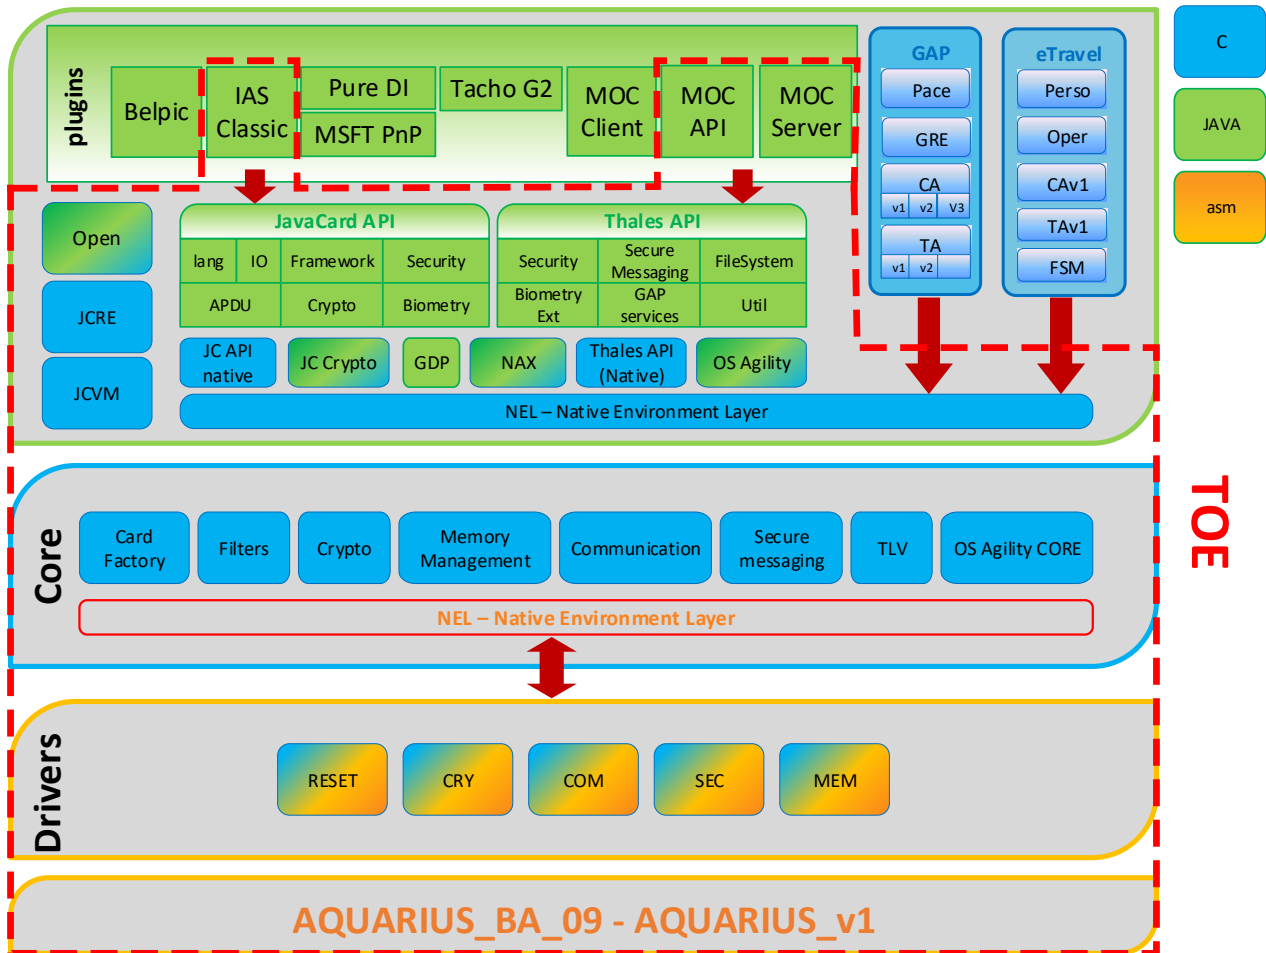 plugins
Belpic
IAS
Classic
Pure DI
MSFT PnP
Tacho G2
MOC
Client
MOC
API
MOC
Server
GAP
Pace
GRE
CA
v1 v2 V3
TA
v1 v2
eTravel
Perso
Oper
CAv1
TAv1
FSM
C
JAVA
asm
Open
JCRE
JCVM
JavaCard API
lang IO Framework Security
APDU Crypto Biometry
Thales API
Security
Secure
Messaging
FileSystem
Biometry
Ext
GAP
services
Util
JC API
native
JC Crypto
GDP
NAX
Thales API
(Native)
OS Agility
NEL – Native Environment Layer
TOE
Core
Card
Factory
Filters
Crypto
Memory
Management
Communication
Secure
messaging
TLV
OS Agility CORE
NEL – Native Environment Layer
Drivers
RESET
CRY
COM
SEC
MEM
AQUARIUS_BA_09 - AQUARIUS_v1